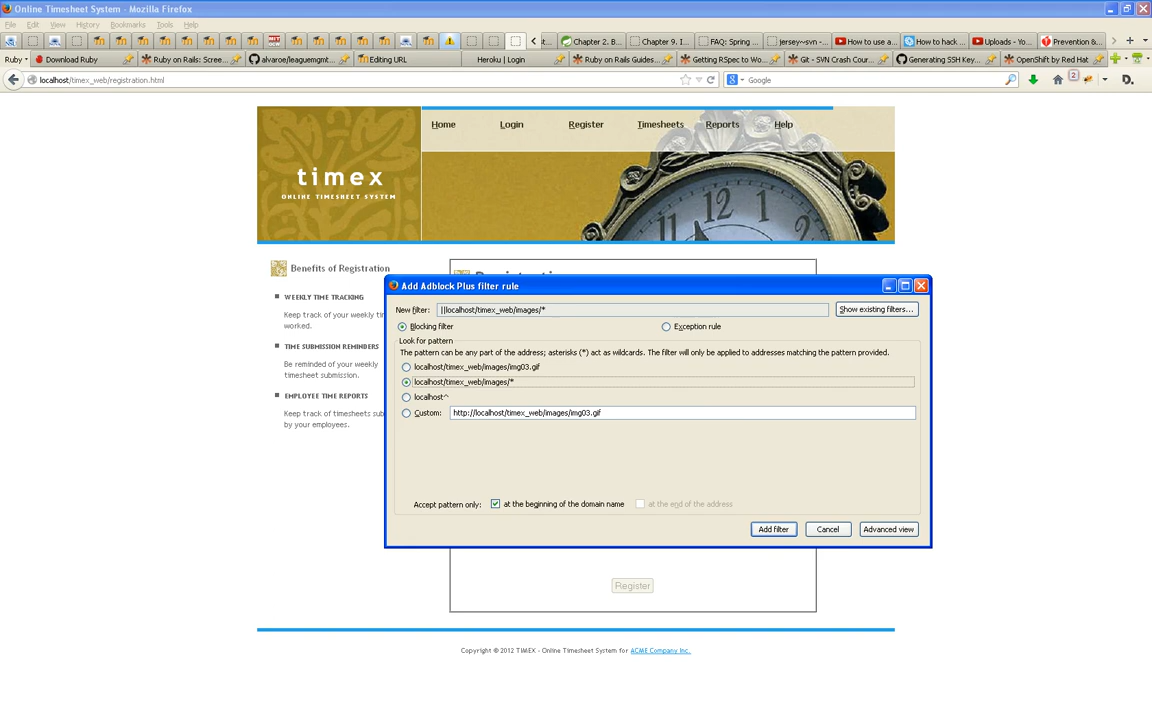 Online Timesheet System - Mozilla Firefox
File Edit View History Bookmarks Tools Help
Chapter 2. B... Chapter 9. I... FAQ: Spring ... jersey~svn - ... How to use a... How to hack ... Uploads - Yo... Prevention &...
Ruby Download Ruby Ruby on Rails: Scree... alvaroe/leaguemgmt... Editing URL Heroku | Login Ruby on Rails Guides... Getting RSpec to Wo... Git - SVN Crash Cour... Generating SSH Key... OpenShift by Red Hat
localhost/timex_web/registration.html Google 2 D.
Home Login Register Timesheets Reports Help
timex
ONLINE TIMESHEET SYSTEM
11 12 1
Benefits of Registration
WEEKLY TIME TRACKING
Keep track of your weekly
worked.
TIME SUBMISSION REMINDERS
Be reminded of your weekly
timesheet submission.
EMPLOYEE TIME REPORTS
Keep track of timesheets
by your employees.
Add Adblock Plus filter rule
New filter: ||localhost/timex_web/images/* Show existing filters...
Blocking filter Exception rule
Look for pattern
The pattern can be any part of the address; asterisks (*) act as wildcards. The filter will only be applied to addresses matching the pattern provided.
localhost/timex_web/images/img03.gif
localhost/timex_web/images/*
localhost^
Custom: http://localhost/timex_web/images/img03.gif
Accept pattern only: at the beginning of the domain name at the end of the address
Add filter Cancel Advanced view
Register
Copyright © 2012 TIMEX - Online Timesheet System for ACME Company Inc.